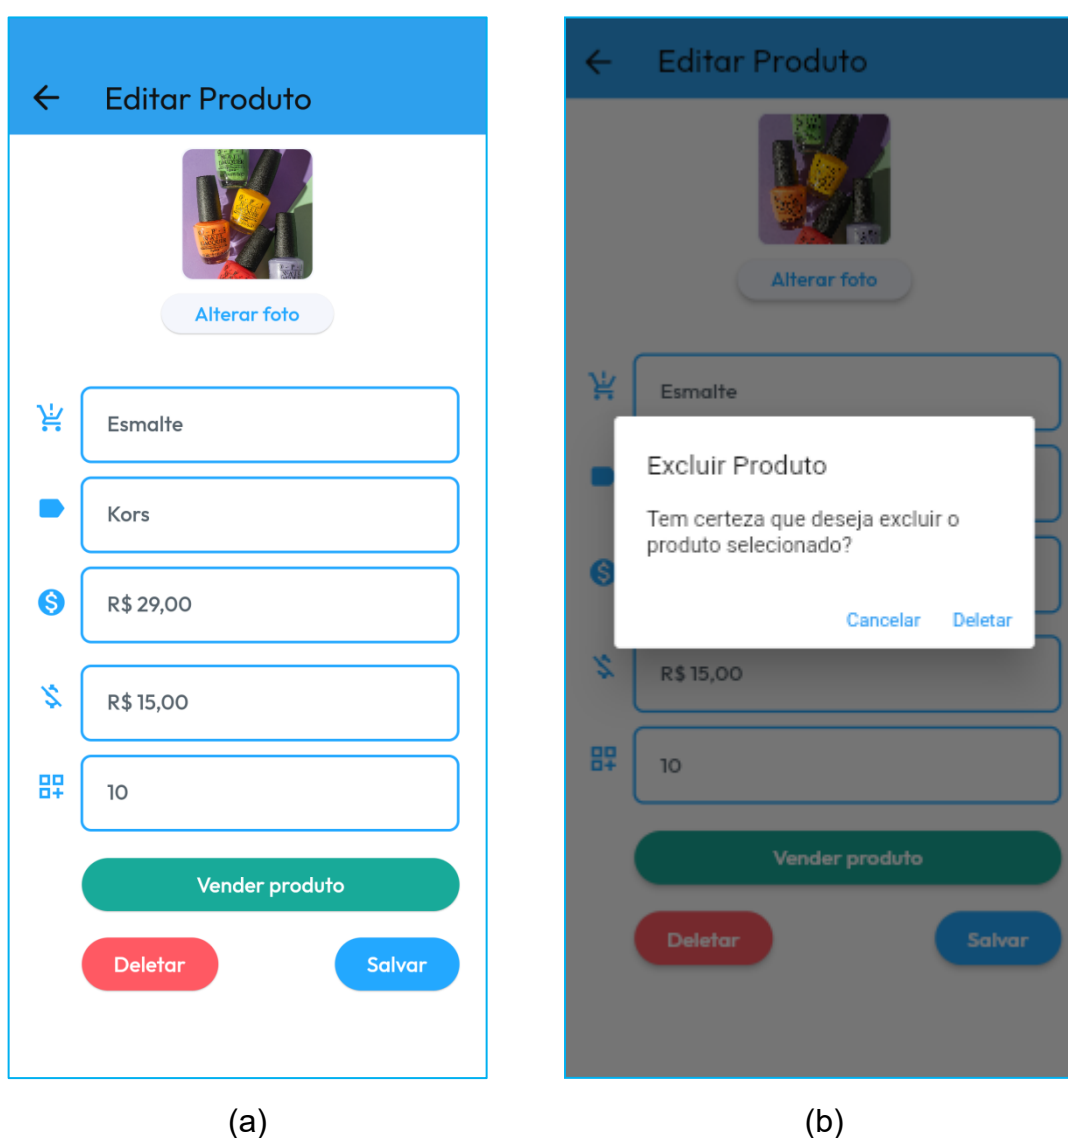 Editar Produto
Alterar foto
Esmalte
Kors
R$ 29,00
R$ 15,00
10
Vender produto
Deletar
Salvar
(a)
Editar Produto
Alterar foto
Esmalte
Excluir Produto
Tem certeza que deseja excluir o
produto selecionado?
Cancelar
Deletar
R$ 15,00
10
Vender produto
Deletar
Salvar
(b)